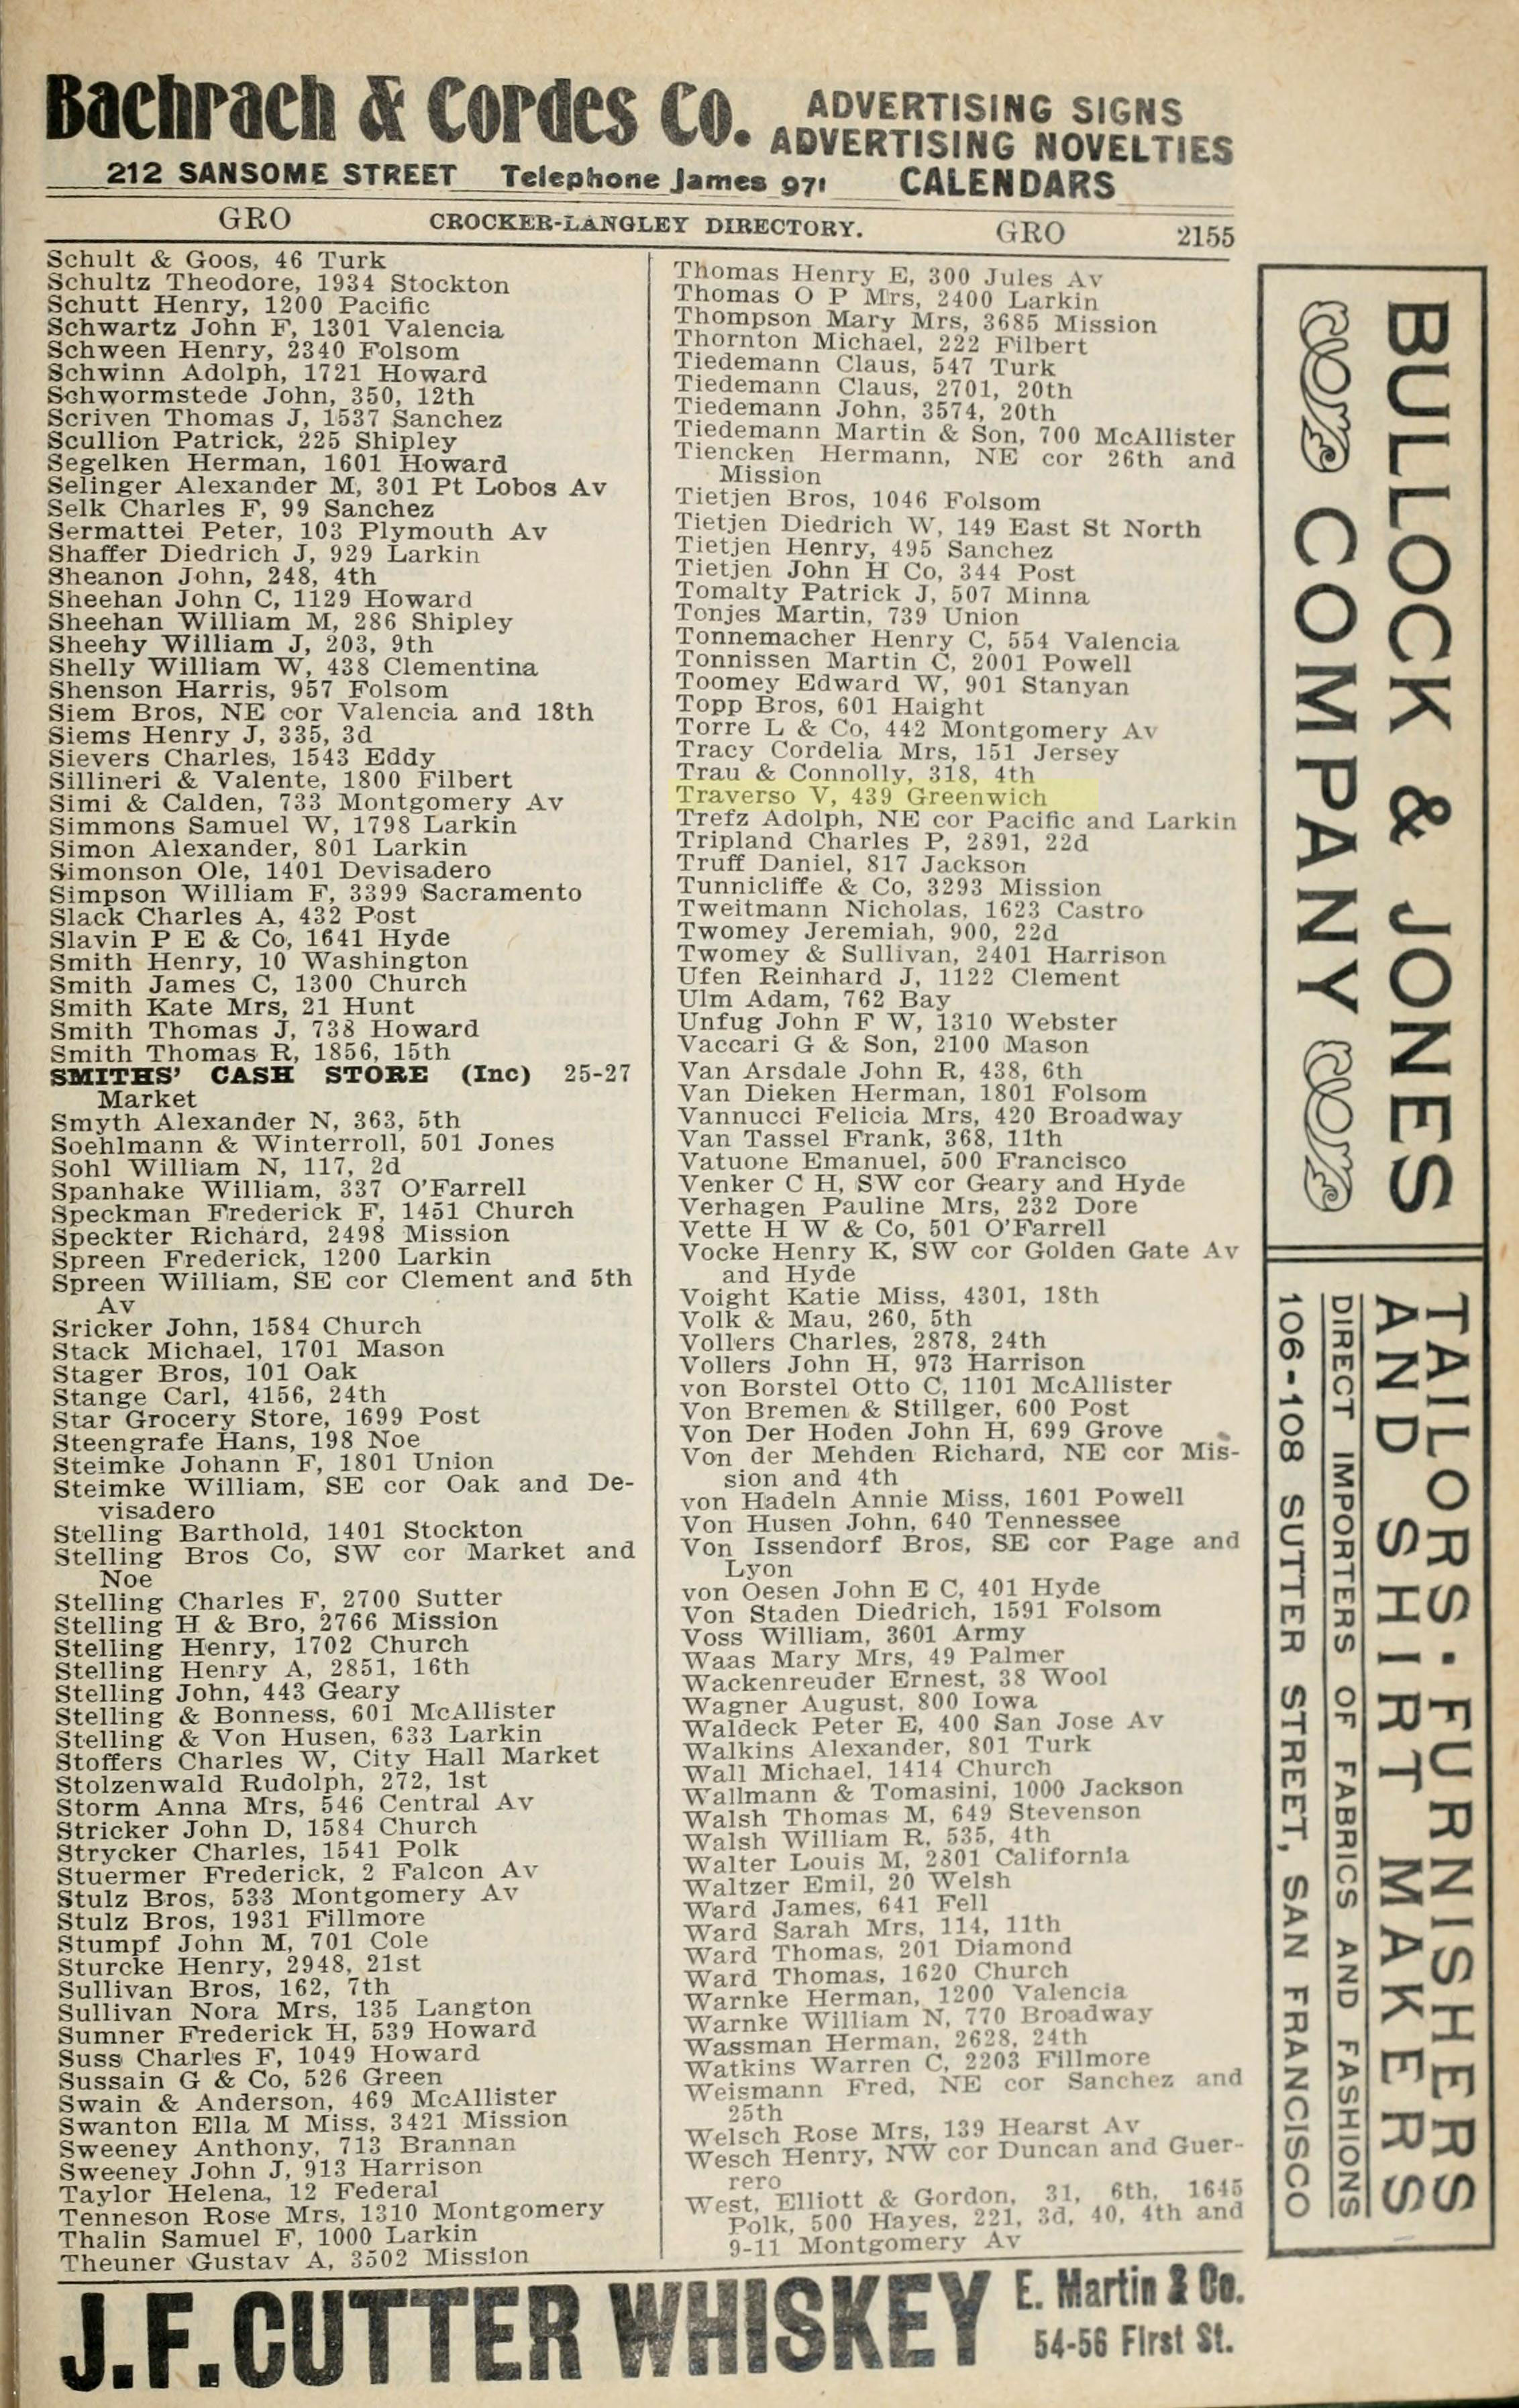 Bachrach & Cordes Co.
ADVERTISING SIGNS
ADVERTISING NOVELTIES
212 SANSOME STREET Telephone James 971 CALENDARS
GRO CROCKER-LANGLEY DIRECTORY. GRO 2155
Schult & Goos, 46 Turk
Schultz Theodore, 1934 Stockton
Schutt Henry, 1200 Pacific
Schwartz John F, 1301 Valencia
Schween Henry, 2340 Folsom
Schwinn Adolph, 1721 Howard
Schwormstede John, 350, 12th
Scriven Thomas J, 1537 Sanchez
Scullion Patrick, 225 Shipley
Segelken Herman, 1601 Howard
Selinger Alexander M, 301 Pt Lobos Av
Selk Charles F, 99 Sanchez
Sermattei Peter, 103 Plymouth Av
Shaffer Diedrich J, 929 Larkin
Sheanon John, 248, 4th
Sheehan John C, 1129 Howard
Sheehan William M, 286 Shipley
Sheehy William J, 203, 9th
Shelly William W, 438 Clementina
Shenson Harris, 957 Folsom
Siem Bros, NE cor Valencia and 18th
Siems Henry J, 335, 3d
Sievers Charles, 1543 Eddy
Sillineri & Valente, 1800 Filbert
Simi & Calden, 733 Montgomery Av
Simmons Samuel W, 1798 Larkin
Simon Alexander, 801 Larkin
Simonson Ole, 1401 Devisadero
Simpson William F, 3399 Sacramento
Slack Charles A, 432 Post
Slavin P E & Co, 1641 Hyde
Smith Henry, 10 Washington
Smith James C, 1300 Church
Smith Kate Mrs, 21 Hunt
Smith Thomas J, 738 Howard
Smith Thomas R, 1856, 15th
SMITHS' CASH STORE (Inc) 25-27
Market
Smyth Alexander N, 363, 5th
Soehlmann & Winterroll, 501 Jones
Sohl William N, 117, 2d
Spanhake William, 337 O'Farrell
Speckman Frederick F, 1451 Church
Speckter Richard, 2498 Mission
Spreen Frederick, 1200 Larkin
Spreen William, SE cor Clement and 5th
Av
Sricker John, 1584 Church
Stack Michael, 1701 Mason
Stager Bros, 101 Oak
Stange Carl, 4156, 24th
Star Grocery Store, 1699 Post
Steengrafe Hans, 198 Noe
Steimke Johann F, 1801 Union
Steimke William, SE cor Oak and De-
visadero
Stelling Barthold, 1401 Stockton
Stelling Bros Co, SW cor Market and
Noe
Stelling Charles F, 2700 Sutter
Stelling H & Bro, 2766 Mission
Stelling Henry, 1702 Church
Stelling Henry A, 2851, 16th
Stelling John, 443 Geary
Stelling & Bonness, 601 McAllister
Stelling & Von Husen, 633 Larkin
Stoffers Charles W, City Hall Market
Stolzenwald Rudolph, 272, 1st
Storm Anna Mrs, 546 Central Av
Stricker John D, 1584 Church
Strycker Charles, 1541 Polk
Stuermer Frederick, 2 Falcon Av
Stulz Bros, 533 Montgomery Av
Stulz Bros, 1931 Fillmore
Stumpf John M, 701 Cole
Sturcke Henry, 2948, 21st
Sullivan Bros, 162, 7th
Sullivan Nora Mrs, 135 Langton
Sumner Frederick H, 539 Howard
Suss Charles F, 1049 Howard
Sussain G & Co, 526 Green
Swain & Anderson, 469 McAllister
Swanton Ella M Miss, 3421 Mission
Sweeney Anthony, 713 Brannan
Sweeney John J, 913 Harrison
Taylor Helena, 12 Federal
Tenneson Rose Mrs, 1310 Montgomery
Thalin Samuel F, 1000 Larkin
Theuner Gustav A, 3502 Mission
Thomas Henry E, 300 Jules Av
Thomas O P Mrs, 2400 Larkin
Thompson Mary Mrs, 3685 Mission
Thornton Michael, 222 Filbert
Tiedemann Claus, 547 Turk
Tiedemann Claus, 2701, 20th
Tiedemann John, 3574, 20th
Tiedemann Martin & Son, 700 McAllister
Tiencken Hermann, NE cor 26th and
Mission
Tietjen Bros, 1046 Folsom
Tietjen Diedrich W, 149 East St North
Tietjen Henry, 495 Sanchez
Tietjen John H Co, 344 Post
Tomalty Patrick J, 507 Minna
Tonjes Martin, 739 Union
Tonnemacher Henry C, 554 Valencia
Tonnissen Martin C, 2001 Powell
Toomey Edward W, 901 Stanyan
Topp Bros, 601 Haight
Torre L & Co, 442 Montgomery Av
Tracy Cordelia Mrs, 151 Jersey
Trau & Connolly, 318, 4th
Traverso V, 439 Greenwich
Trefz Adolph, NE cor Pacific and Larkin
Tripland Charles P, 2891, 22d
Truff Daniel, 817 Jackson
Tunnicliffe & Co, 3293 Mission
Tweitmann Nicholas, 1623 Castro
Twomey Jeremiah, 900, 22d
Twomey & Sullivan, 2401 Harrison
Ufen Reinhard J, 1122 Clement
Ulm Adam, 762 Bay
Unfug John F W, 1310 Webster
Vaccari G & Son, 2100 Mason
Van Arsdale John R, 438, 6th
Van Dieken Herman, 1801 Folsom
Vannucci Felicia Mrs, 420 Broadway
Van Tassel Frank, 368, 11th
Vatuone Emanuel, 500 Francisco
Venker C H, SW cor Geary and Hyde
Verhagen Pauline Mrs, 232 Dore
Vette H W & Co, 501 O'Farrell
Vocke Henry K, SW cor Golden Gate Av
and Hyde
Voight Katie Miss, 4301, 18th
Volk & Mau, 260, 5th
Vollers Charles, 2878, 24th
Vollers John H, 973 Harrison
von Borstel Otto C, 1101 McAllister
Von Bremen & Stillger, 600 Post
Von Der Hoden John H, 699 Grove
Von der Mehden Richard, NE cor Mis-
sion and 4th
von Hadeln Annie Miss, 1601 Powell
Von Husen John, 640 Tennessee
Von Issendorf Bros, SE cor Page and
Lyon
von Oesen John E C, 401 Hyde
Von Staden Diedrich, 1591 Folsom
Voss William, 3601 Army
Waas Mary Mrs, 49 Palmer
Wackenreuder Ernest, 38 Wool
Wagner August, 800 Iowa
Waldeck Peter E, 400 San Jose Av
Walkins Alexander, 801 Turk
Wall Michael, 1414 Church
Wallmann & Tomasini, 1000 Jackson
Walsh Thomas M, 649 Stevenson
Walsh William R, 535, 4th
Walter Louis M, 2801 California
Waltzer Emil, 20 Welsh
Ward James, 641 Fell
Ward Sarah Mrs, 114, 11th
Ward Thomas, 201 Diamond
Ward Thomas, 1620 Church
Warnke Herman, 1200 Valencia
Warnke William N, 770 Broadway
Wassman Herman, 2628, 24th
Watkins Warren C, 2203 Fillmore
Weismann Fred, NE cor Sanchez and
25th
Welsch Rose Mrs, 139 Hearst Av
Wesch Henry, NW cor Duncan and Guer-
rero
West, Elliott & Gordon, 31, 6th, 1645
Polk, 500 Hayes, 221, 3d, 40, 4th and
9-11 Montgomery Av
BULLOCK & JONES
COMPANY
TAILORS · FURNISHERS
AND SHIRT MAKERS
DIRECT IMPORTERS OF FABRICS AND FASHIONS
106-108 SUTTER STREET, SAN FRANCISCO
J. F. CUTTER WHISKEY
E. Martin & Co.
54-56 First St.